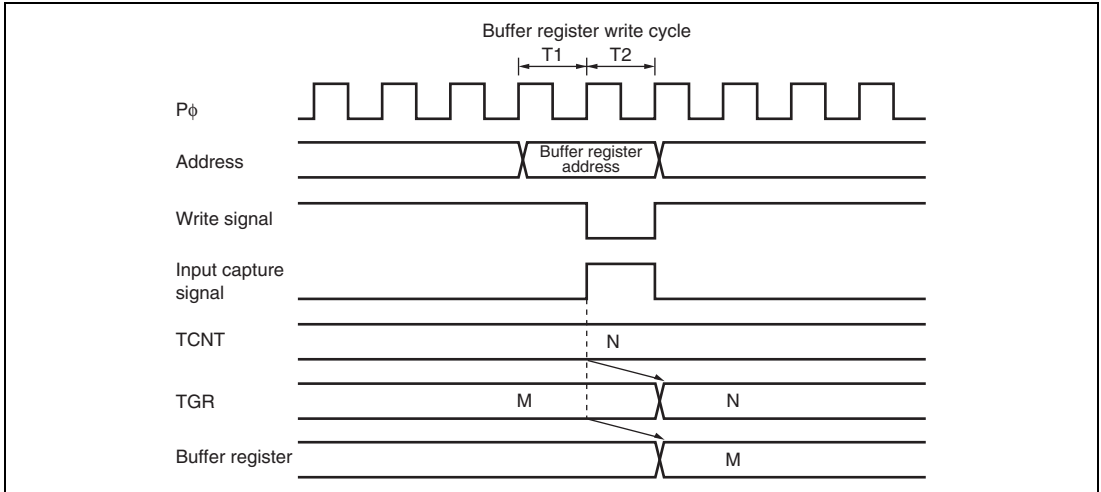 Buffer register write cycle
T1 T2
Pϕ
Buffer register
Address address
Write signal
Input capture
signal
TCNT N
TGR M N
Buffer register M